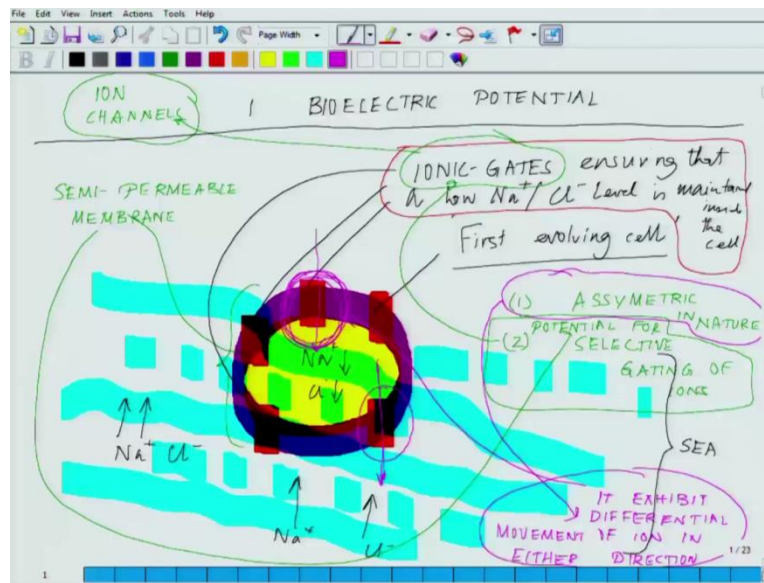 File Edit View Insert Actions Tools Help
Page Width
B I
ION
CHANNELS
1 BIOELECTRIC POTENTIAL
IONIC-GATES ensuring that
a low Na+/Cl- Level is maintand
inside
the
cell
SEMI-PERMEABLE
MEMBRANE
First evolving cell
(1) ASSYMETRIC
IN NATURE
(2) POTENTIAL FOR
SELECTIVE
GATING OF
IONS
Na+ ↓
Cl- ↓
↑ ↑
Na+ Cl-
SEA
↑
Na+
↑
Cl-
IT EXHIBIT
DIFFERENTIAL
MOVEMENT OF ION IN
EITHER DIRECTION
1/23
1